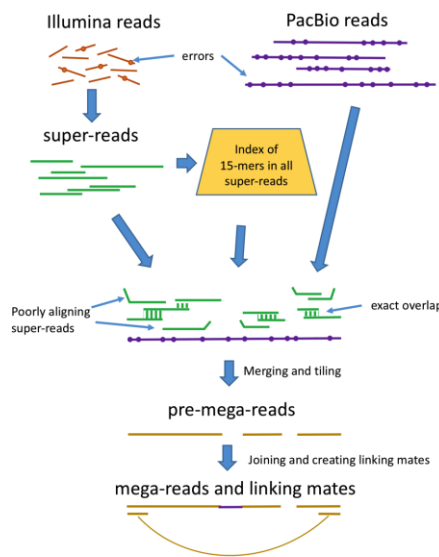 Illumina reads
PacBio reads
errors
super-reads
Index of
15-mers in all
super-reads
Poorly aligning
super-reads
exact overlap
Merging and tiling
pre-mega-reads
Joining and creating linking mates
mega-reads and linking mates